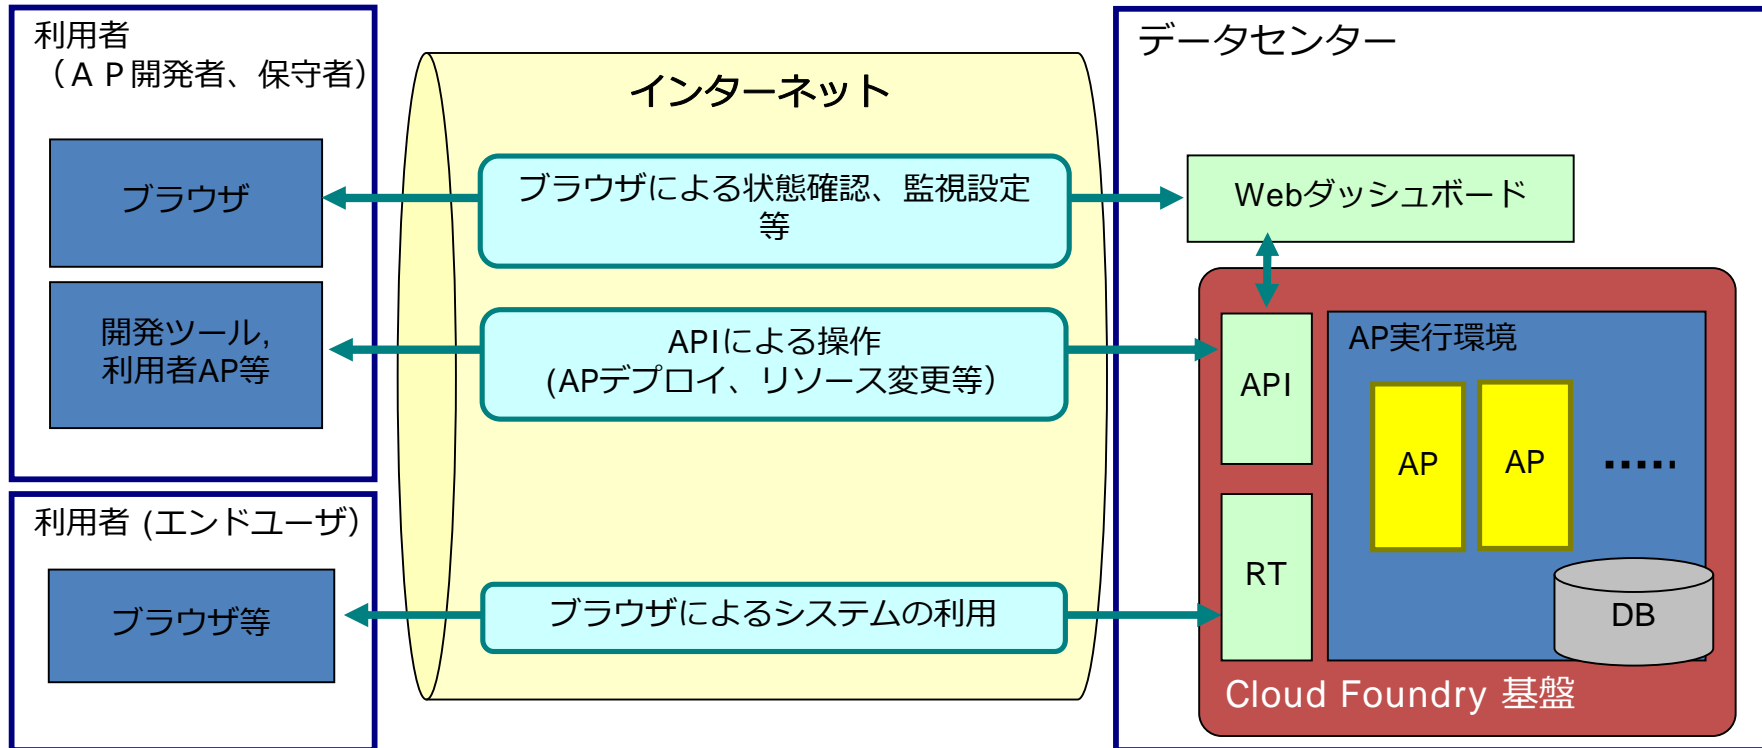 利用者
（ＡＰ開発者、保守者）
ブラウザ
開発ツール,
利用者AP等
利用者 (エンドユーザ）
ブラウザ等
インターネット
ブラウザによる状態確認、監視設定
等
APIによる操作
(APデプロイ、リソース変更等）
ブラウザによるシステムの利用
データセンター
Webダッシュボード
API
RT
AP実行環境
AP
AP
……
DB
Cloud Foundry 基盤